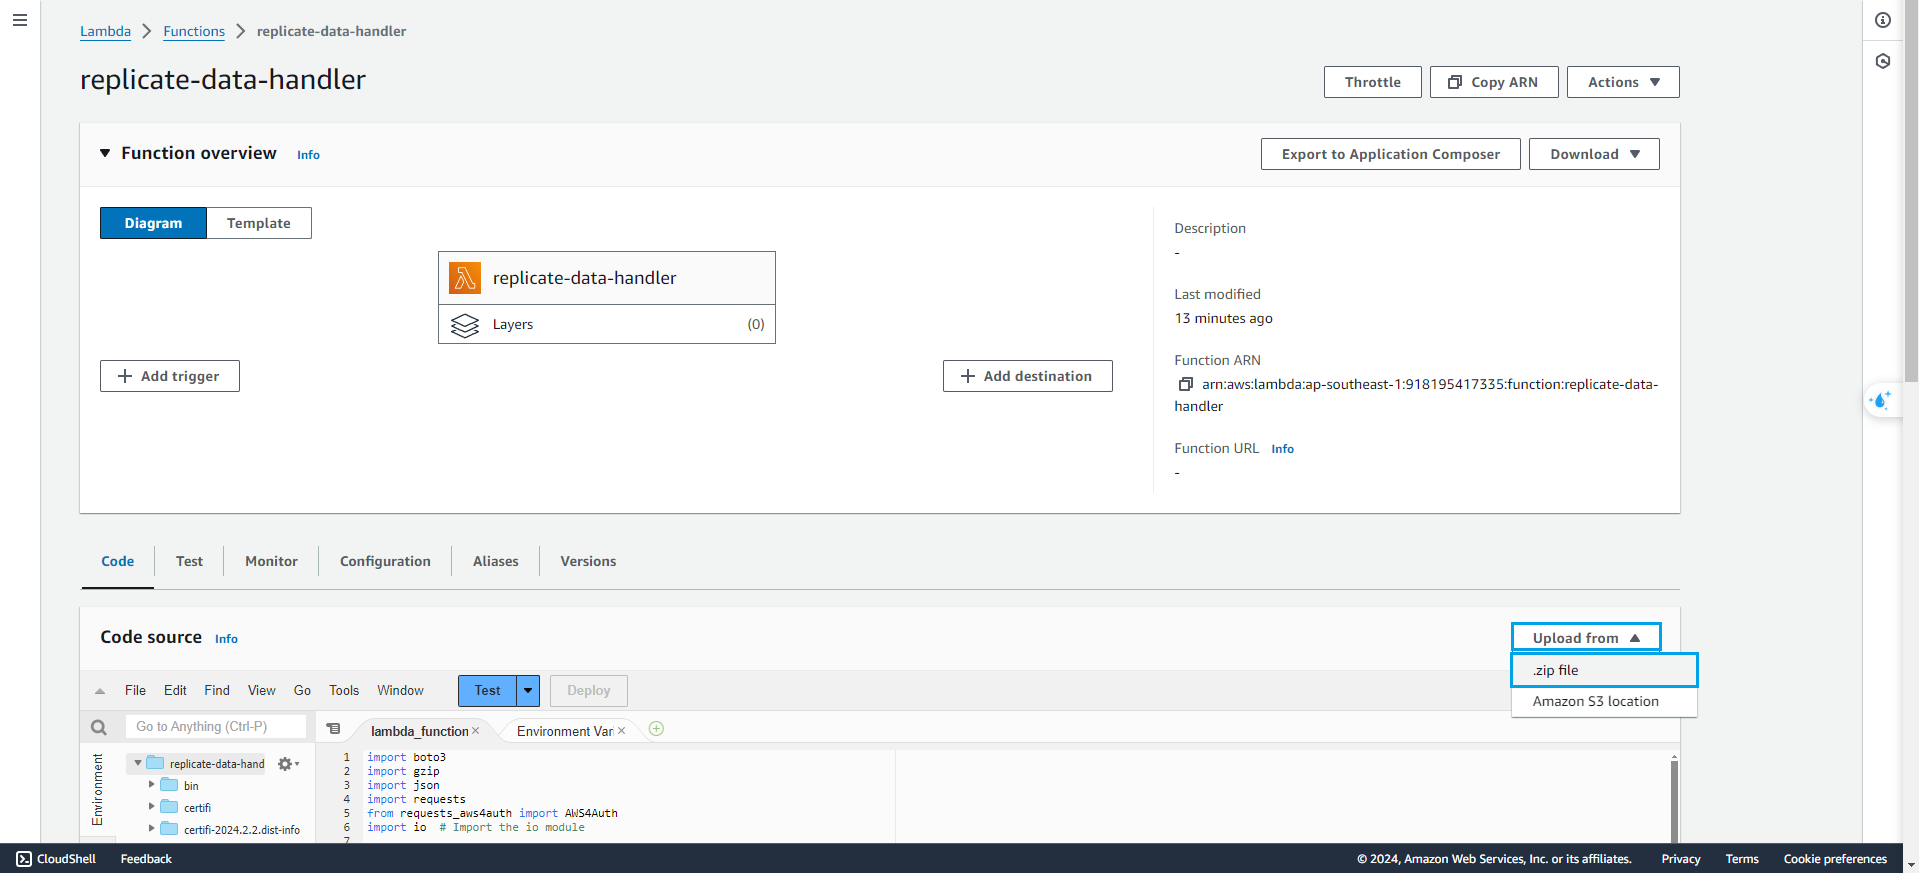 Lambda > Functions > replicate-data-handler
replicate-data-handler
Throttle Copy ARN Actions
Function overview Info
Export to Application Composer Download
Diagram Template
replicate-data-handler
Layers (0)
Add trigger
Add destination
Description
-
Last modified
13 minutes ago
Function ARN
arn:aws:lambda:ap-southeast-1:918195417335:function:replicate-data-
handler
Function URL Info
-
Code Test Monitor Configuration Aliases Versions
Code source Info
Upload from
.zip file
Amazon S3 location
File Edit Find View Go Tools Window Test Deploy
Go to Anything (Ctrl-P)
lambda_function × Environment Var ×
Environment
replicate-data-hand
bin
certifi
certifi-2024.2.2.dist-info
1 import boto3
2 import gzip
3 import json
4 import requests
5 from requests_aws4auth import AWS4Auth
6 import io # Import the io module
7
CloudShell Feedback
© 2024, Amazon Web Services, Inc. or its affiliates. Privacy Terms Cookie preferences